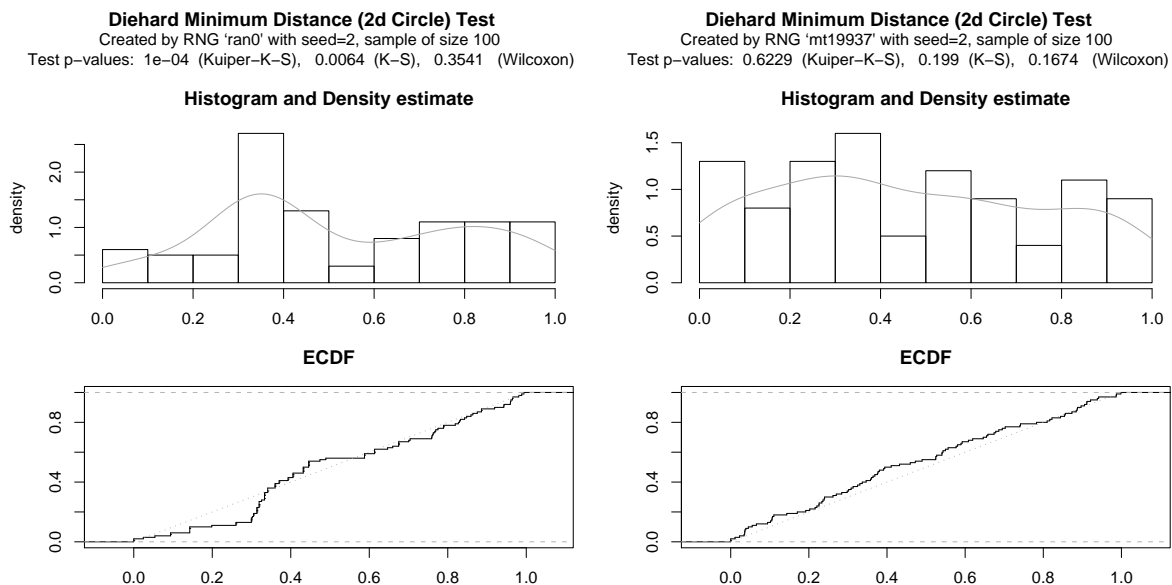 Diehard Minimum Distance (2d Circle) Test
Created by RNG ‘ran0’ with seed=2, sample of size 100
Test p-values: 1e-04 (Kuiper-K-S), 0.0064 (K-S), 0.3541 (Wilcoxon)
Histogram and Density estimate
density
0.0 1.0 2.0
0.0 0.2 0.4 0.6 0.8 1.0
ECDF
0.0 0.4 0.8
0.0 0.2 0.4 0.6 0.8 1.0
Diehard Minimum Distance (2d Circle) Test
Created by RNG ‘mt19937’ with seed=2, sample of size 100
Test p-values: 0.6229 (Kuiper-K-S), 0.199 (K-S), 0.1674 (Wilcoxon)
Histogram and Density estimate
density
0.0 0.5 1.0 1.5
0.0 0.2 0.4 0.6 0.8 1.0
ECDF
0.0 0.4 0.8
0.0 0.2 0.4 0.6 0.8 1.0